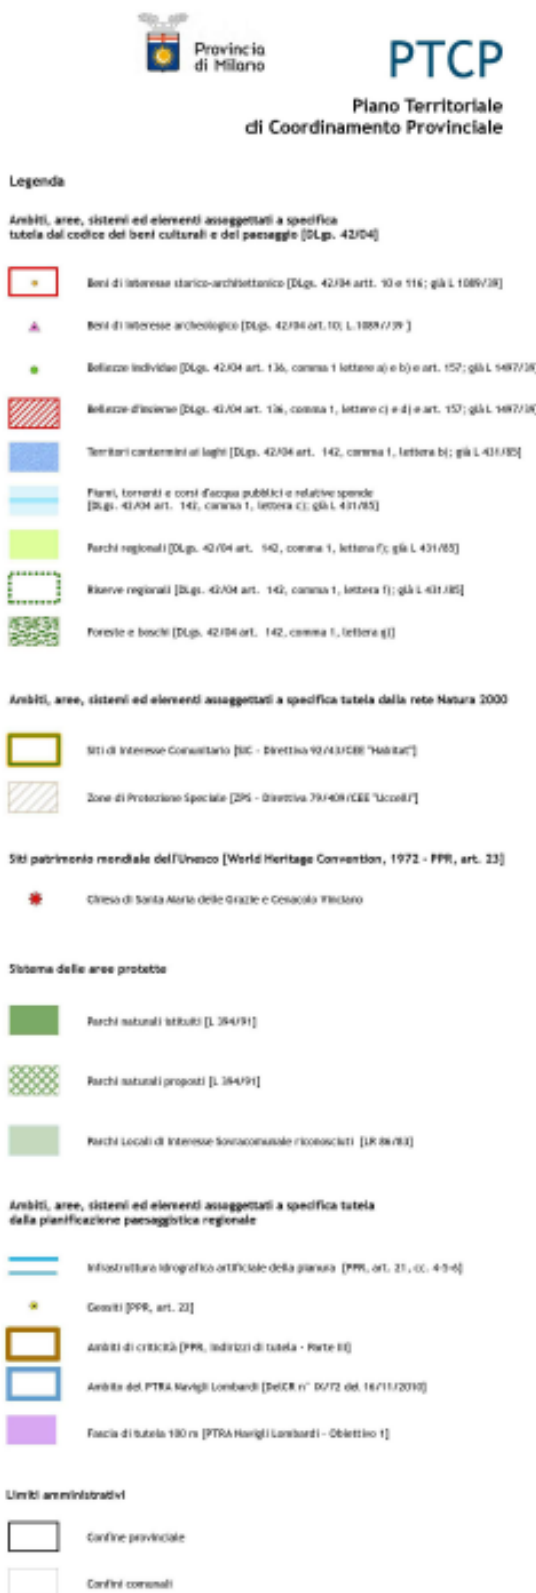 Provincia
di Milano
PTCP
Piano Territoriale
di Coordinamento Provinciale
Legenda
Ambiti, aree, sistemi ed elementi assoggettati a specifica
tutela dal codice dei beni culturali e del paesaggio [DLgs. 42/04]
Beni di interesse storico-architettonico [DLgs. 42/04 artt. 10 e 116; già L 1089/39]
Beni di interesse archeologico [DLgs. 42/04 art.10; L 1089//39 ]
Bellezze individue [DLgs. 42/04 art. 136, comma 1 lettere a) e b) e art. 157; già L 1497/39]
Bellezze d'insieme [DLgs. 42/04 art. 136, comma 1, lettere c) e d) e art. 157; già L 1497/39]
Territori contermini ai laghi [DLgs. 42/04 art. 142, comma 1, lettera b); già L 431/85]
Fiumi, torrenti e corsi d'acqua pubblici e relative sponde
[DLgs. 42/04 art. 142, comma 1, lettera c); già L 431/85]
Parchi regionali [DLgs. 42/04 art. 142, comma 1, lettera f); già L 431/85]
Riserve regionali [DLgs. 42/04 art. 142, comma 1, lettera f); già L 431/85]
Foreste e boschi [DLgs. 42/04 art. 142, comma 1, lettera g)]
Ambiti, aree, sistemi ed elementi assoggettati a specifica tutela dalla rete Natura 2000
Siti di Interesse Comunitario [SIC - Direttiva 92/43/CEE "Habitat"]
Zone di Protezione Speciale [ZPS - Direttiva 79/409/CEE "Uccelli"]
Siti patrimonio mondiale dell'Unesco [World Heritage Convention, 1972 - PPR, art. 23]
Chiesa di Santa Maria delle Grazie e Cenacolo Vinciano
Sistema delle aree protette
Parchi naturali istituiti [L 394/91]
Parchi naturali proposti [L 394/91]
Parchi Locali di Interesse Sovracomunale riconosciuti [LR 86/83]
Ambiti, aree, sistemi ed elementi assoggettati a specifica tutela
dalla pianificazione paesaggistica regionale
Infrastruttura idrografica artificiale della pianura [PPR, art. 21, cc. 4-5-6]
Geositi [PPR, art. 22]
Ambiti di criticità [PPR, Indirizzi di tutela - Parte III]
Ambito del PTRA Navigli Lombardi [DelCR n° IX/72 del 16/11/2010]
Fascia di tutela 100 m [PTRA Navigli Lombardi - Obiettivo 1]
Limiti amministrativi
Confine provinciale
Confini comunali